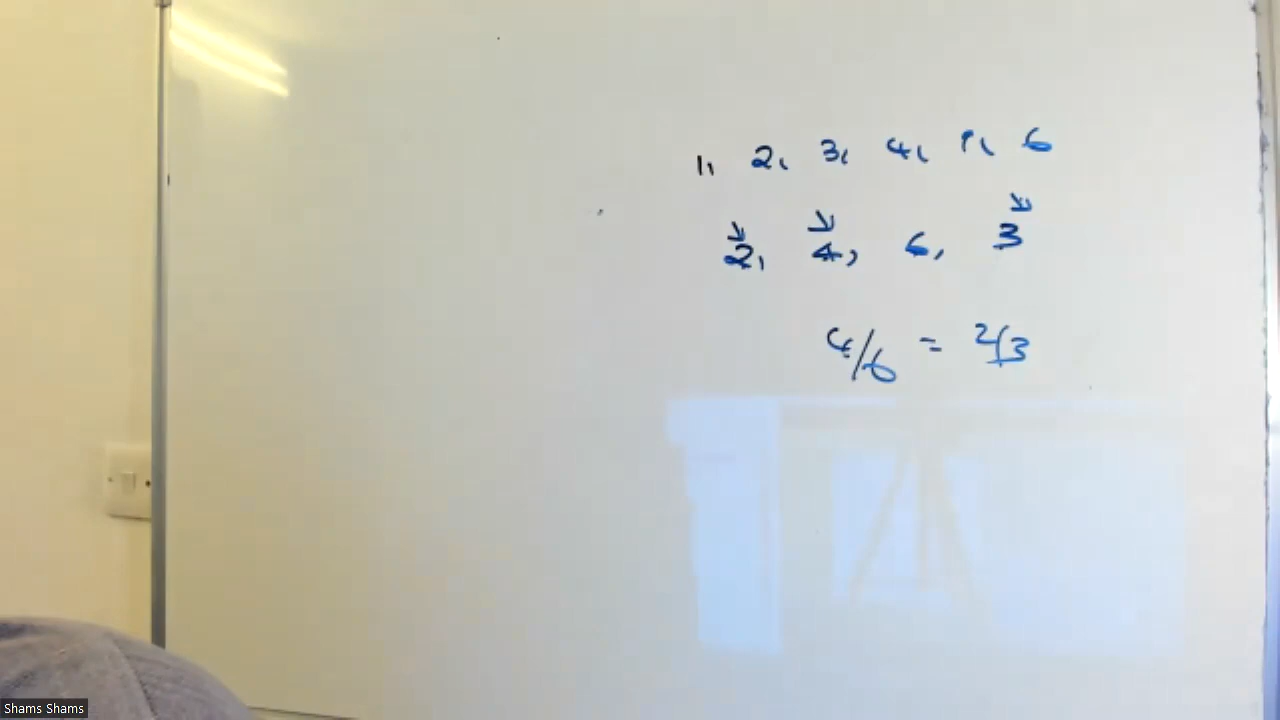 1, 2, 3, 4, 5, 6
2, 4, 6, 3
4/6 = 2/3
Shams Shams